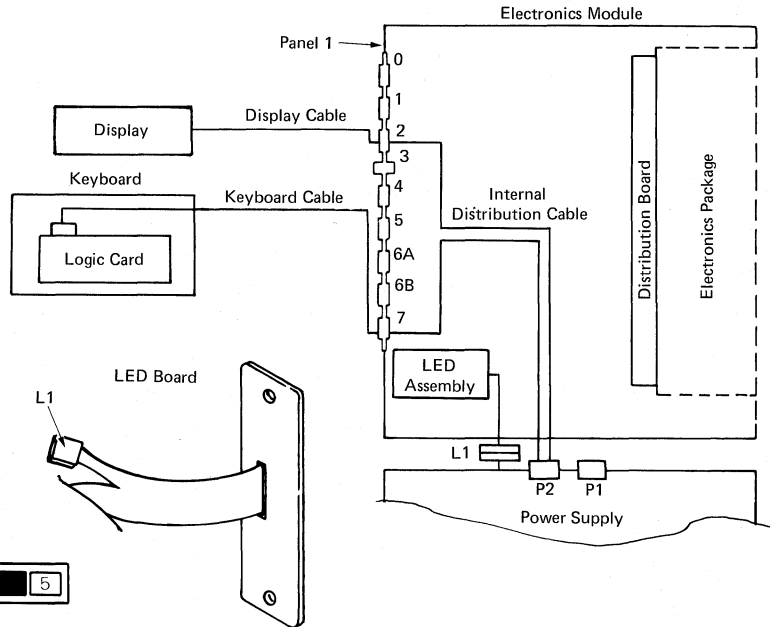 Electronics Module
Panel 1
0
1
Display Cable
2
Display
3
Keyboard
4
Keyboard Cable
Internal
Distribution Cable
5
Logic Card
6A
6B
7
Distribution Board
Electronics Package
LED
Assembly
LED Board
L1
L1
P2
P1
Power Supply
5